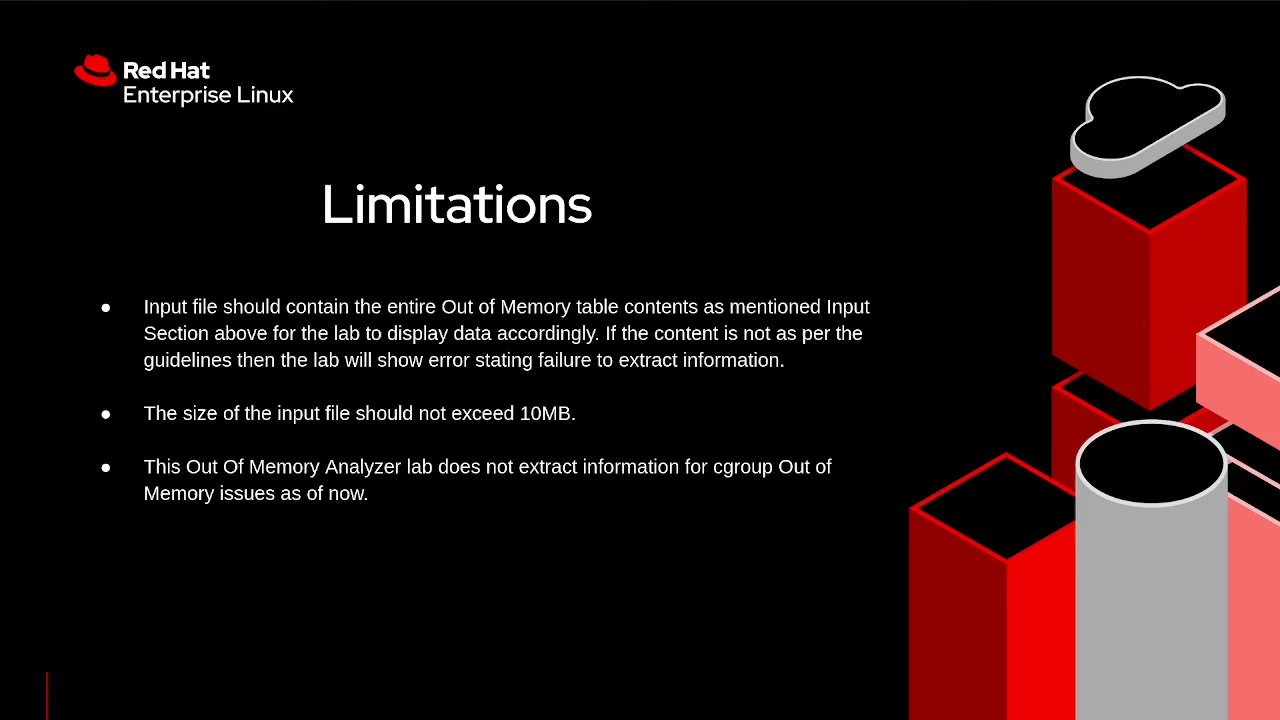 Red Hat
Enterprise Linux
Limitations
● Input file should contain the entire Out of Memory table contents as mentioned Input
Section above for the lab to display data accordingly. If the content is not as per the
guidelines then the lab will show error stating failure to extract information.
● The size of the input file should not exceed 10MB.
● This Out Of Memory Analyzer lab does not extract information for cgroup Out of
Memory issues as of now.